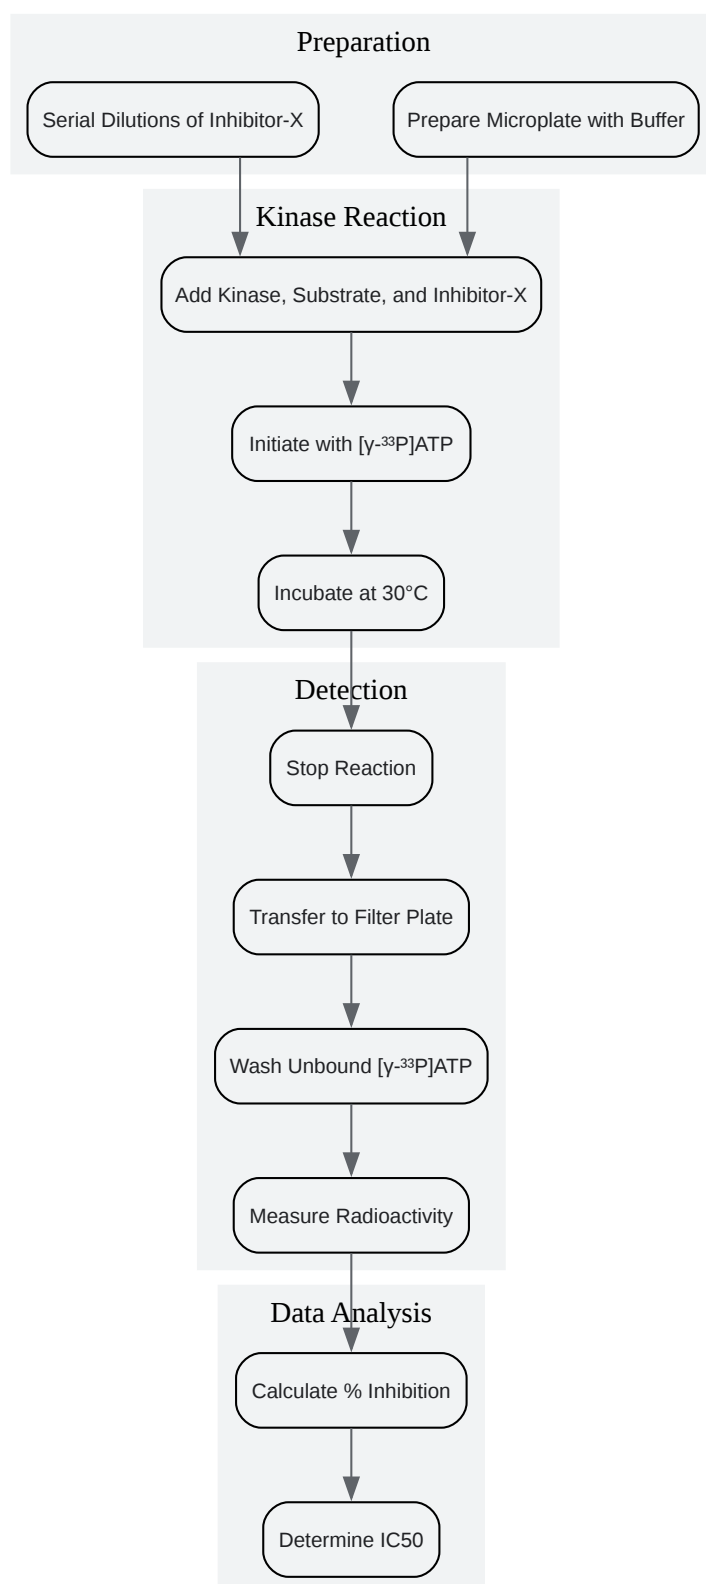 Preparation
Serial Dilutions of Inhibitor-X
Prepare Microplate with Buffer
Kinase Reaction
Add Kinase, Substrate, and Inhibitor-X
Initiate with [γ-³³P]ATP
Incubate at 30°C
Detection
Stop Reaction
Transfer to Filter Plate
Wash Unbound [γ-³³P]ATP
Measure Radioactivity
Data Analysis
Calculate % Inhibition
Determine IC50